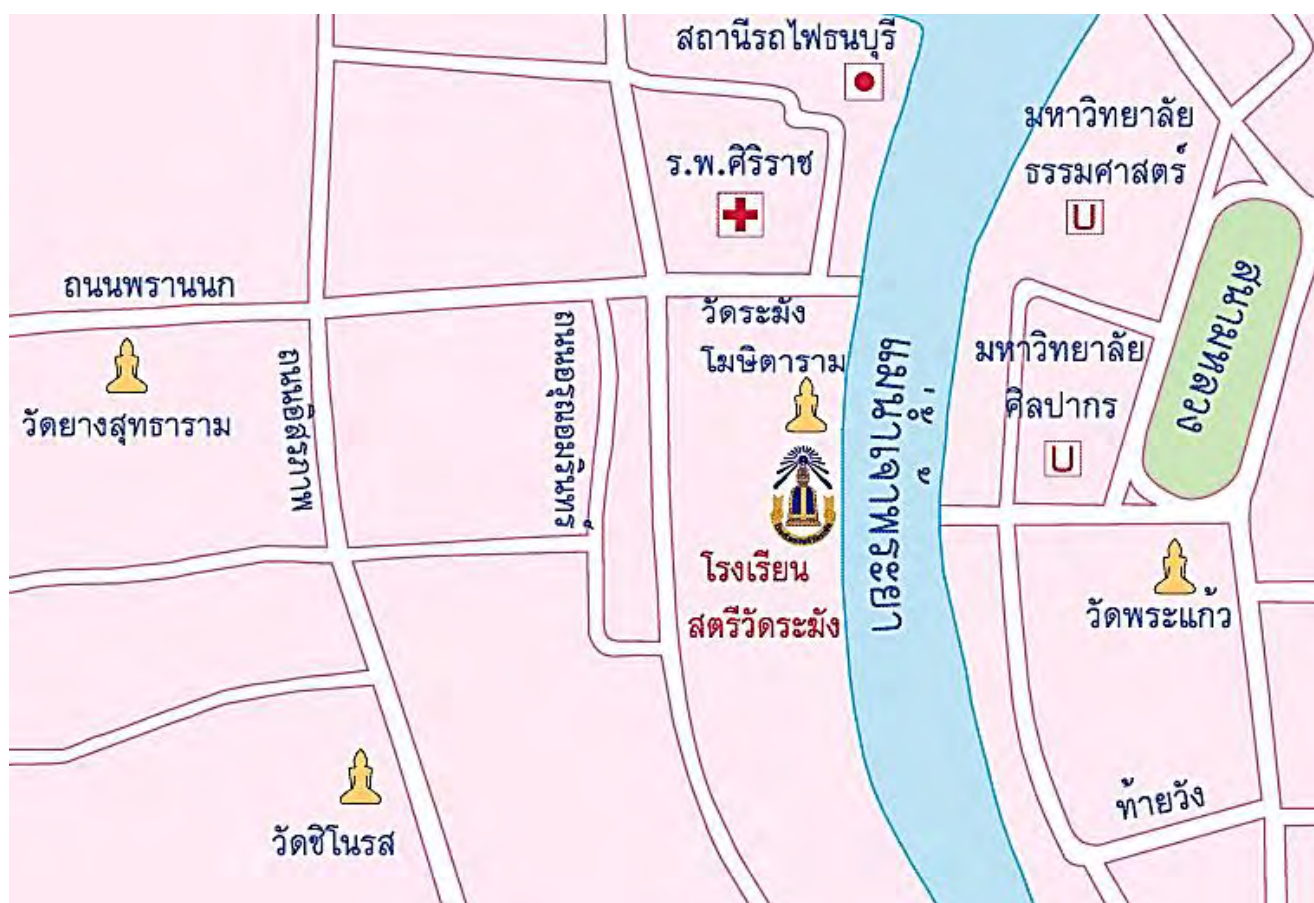 สถานีรถไฟธนบุรี
มหาวิทยาลัย
ธรรมศาสตร์
U
ร.พ.ศิริราช
สนามหลวง
ถนนพรานนก
วัดระฆัง
โฆษิตาราม
ถนนอิสรภาพ
ถนนอรุณอมรินทร์
แม่น้ำเจ้าพระยา
มหาวิทยาลัย
ศิลปากร
U
วัดยางสุทธาราม
โรงเรียน
สตรีวัดระฆัง
วัดพระแก้ว
ท้ายวัง
วัดชิโนรส